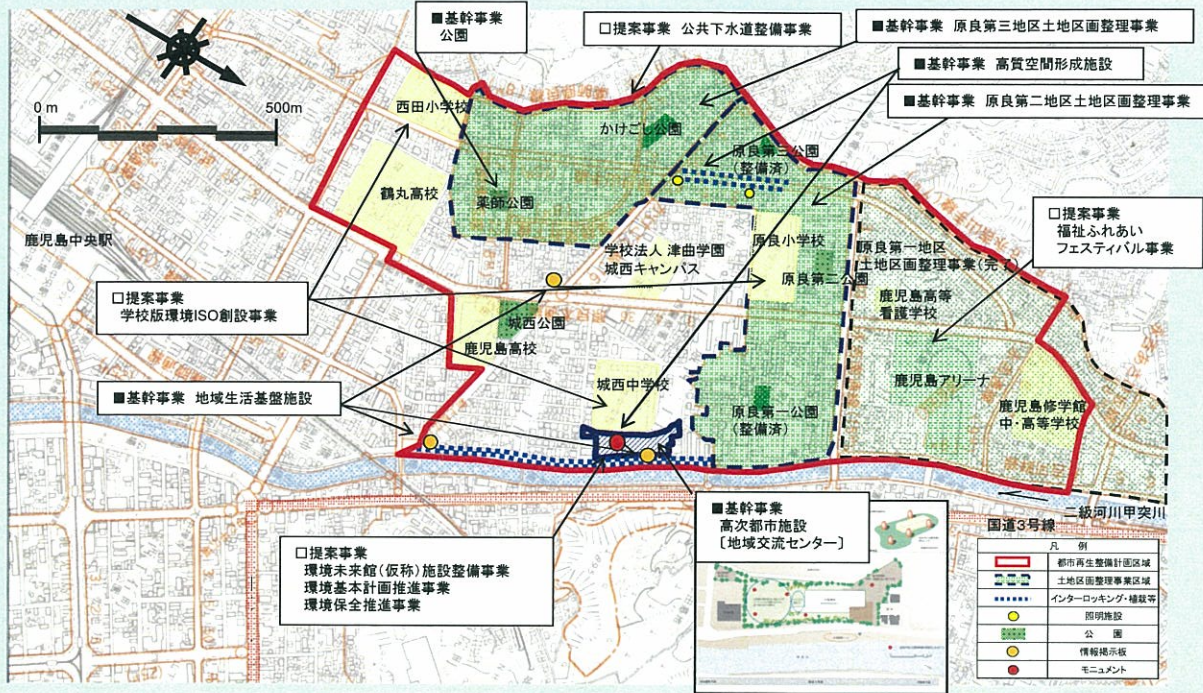 ■基幹事業
公園
□提案事業 公共下水道整備事業
■基幹事業 原良第三地区土地区画整理事業
■基幹事業 高質空間形成施設
■基幹事業 原良第二地区土地区画整理事業
0 m
500m
西田小学校
かけごし公園
原良第三公園
(整備済)
鶴丸高校
薬師公園
□提案事業
福祉ふれあい
フェスティバル事業
鹿児島中央駅
学校法人 津曲学園
城西キャンパス
原良小学校
原良第一地区
土地区画整理事業(完了)
原良第二公園
□提案事業
学校版環境ISO創設事業
鹿児島高等
看護学校
城西公園
鹿児島高校
城西中学校
鹿児島アリーナ
■基幹事業 地域生活基盤施設
原良第一公園
(整備済)
鹿児島修学館
中・高等学校
■基幹事業
高次都市施設
〔地域交流センター〕
二級河川甲突川
国道3号線
□提案事業
環境未来館(仮称)施設整備事業
環境基本計画推進事業
環境保全推進事業
凡 例
都市再生整備計画区域
土地区画整理事業区域
インターロッキング・植栽等
照明施設
公 園
情報掲示板
モニュメント